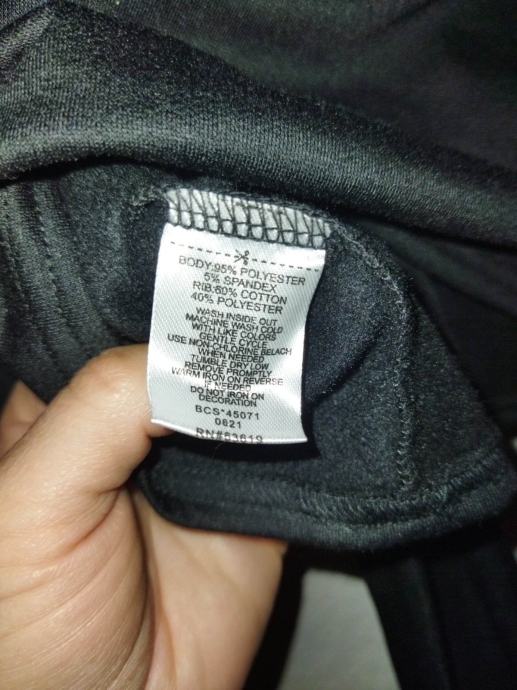 BODY:95% POLYESTER
5% SPANDEX
RIB:60% COTTON
40% POLYESTER
WASH INSIDE OUT
MACHINE WASH COLD
WITH LIKE COLORS
GENTLE CYCLE
USE NON-CHLORINE BELACH
WHEN NEEDED
TUMBLE DRY LOW
REMOVE PROMPTLY
WARM IRON ON REVERSE
IF NEEDED
DO NOT IRON ON
DECORATION
BCS*45071
0821
RN#83619